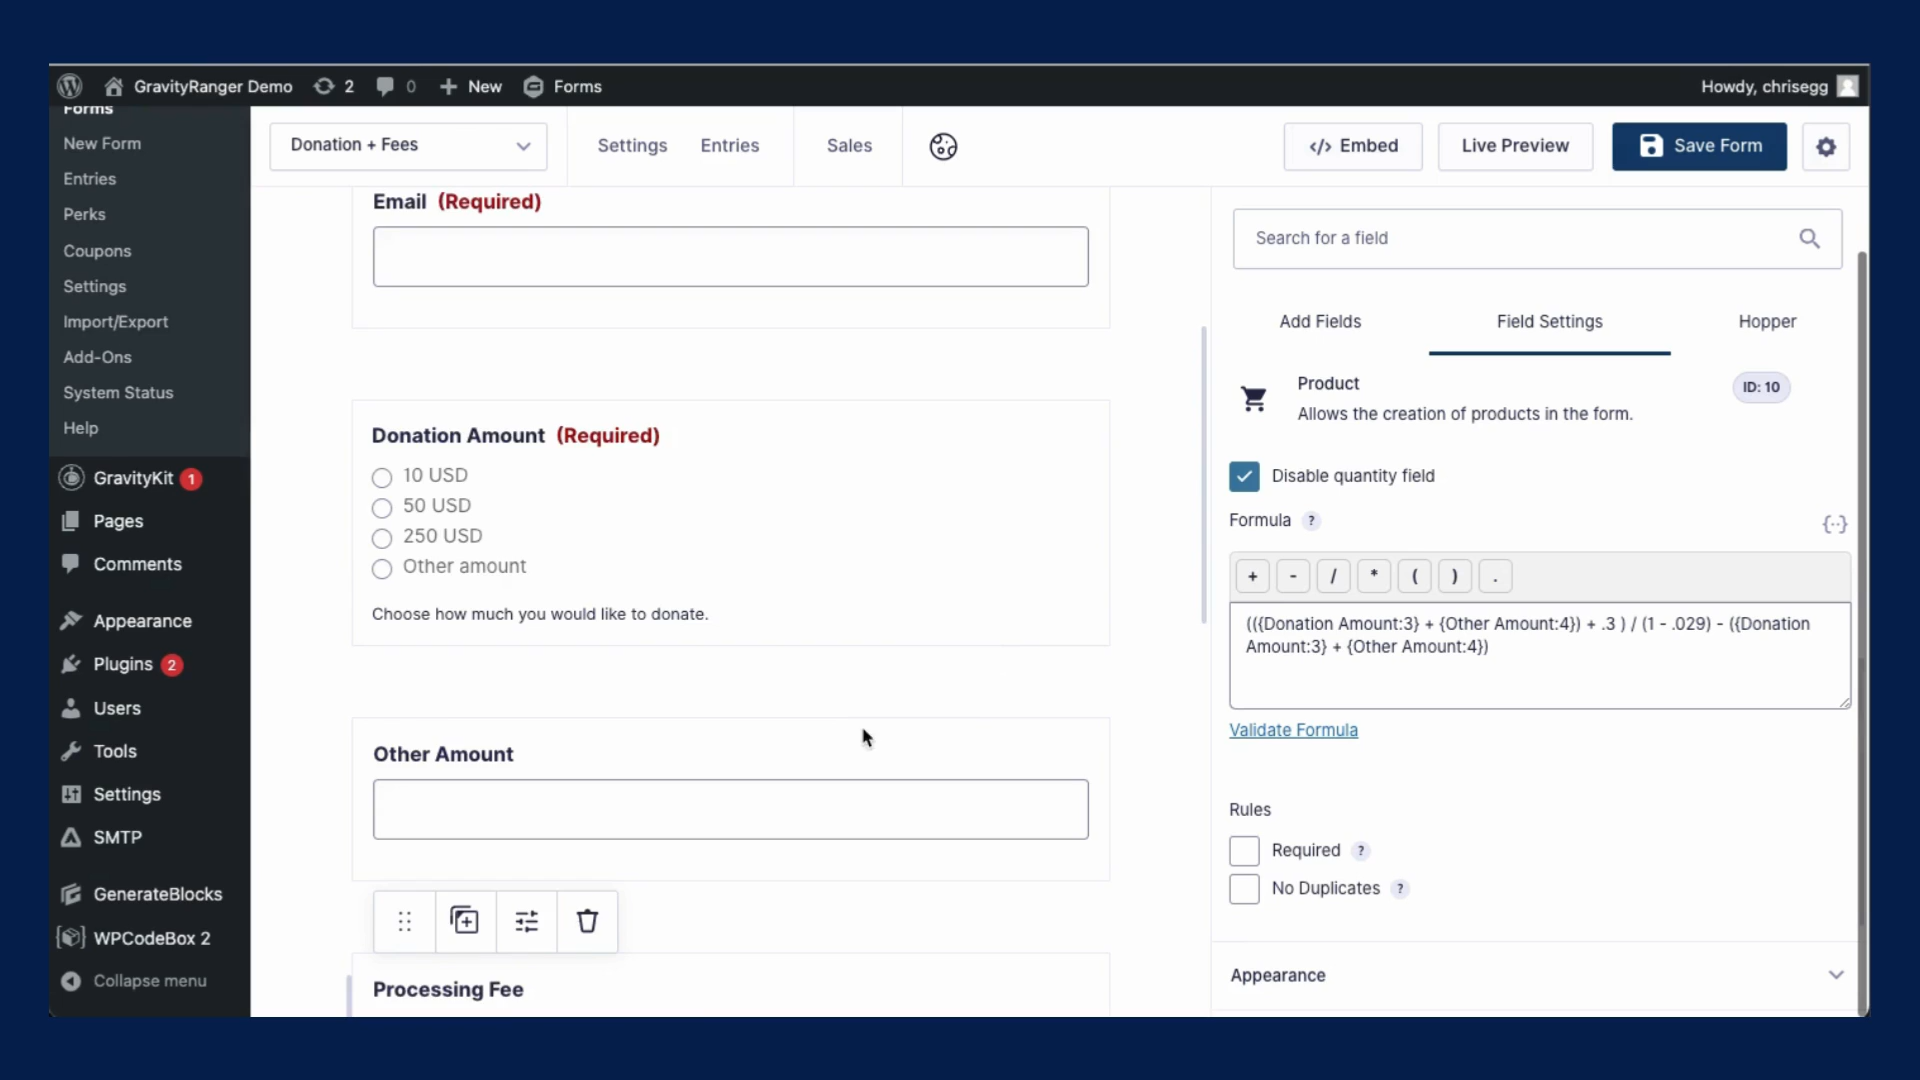 GravityRanger Demo 2 0 New Forms Howdy, chrisegg
Forms
New Form
Entries
Perks
Coupons
Settings
Import/Export
Add-Ons
System Status
Help
GravityKit 1
Pages
Comments
Appearance
Plugins 2
Users
Tools
Settings
SMTP
GenerateBlocks
WPCodeBox 2
Collapse menu
Donation + Fees Settings Entries Sales </> Embed Live Preview Save Form
Email (Required)
Donation Amount (Required)
10 USD
50 USD
250 USD
Other amount
Choose how much you would like to donate.
Other Amount
Processing Fee
Search for a field
Add Fields Field Settings Hopper
Product ID: 10
Allows the creation of products in the form.
Disable quantity field
Formula ? {··}
+ - / * ( ) .
(({Donation Amount:3} + {Other Amount:4}) + .3 ) / (1 - .029) - ({Donation
Amount:3} + {Other Amount:4})
Validate Formula
Rules
Required ?
No Duplicates ?
Appearance